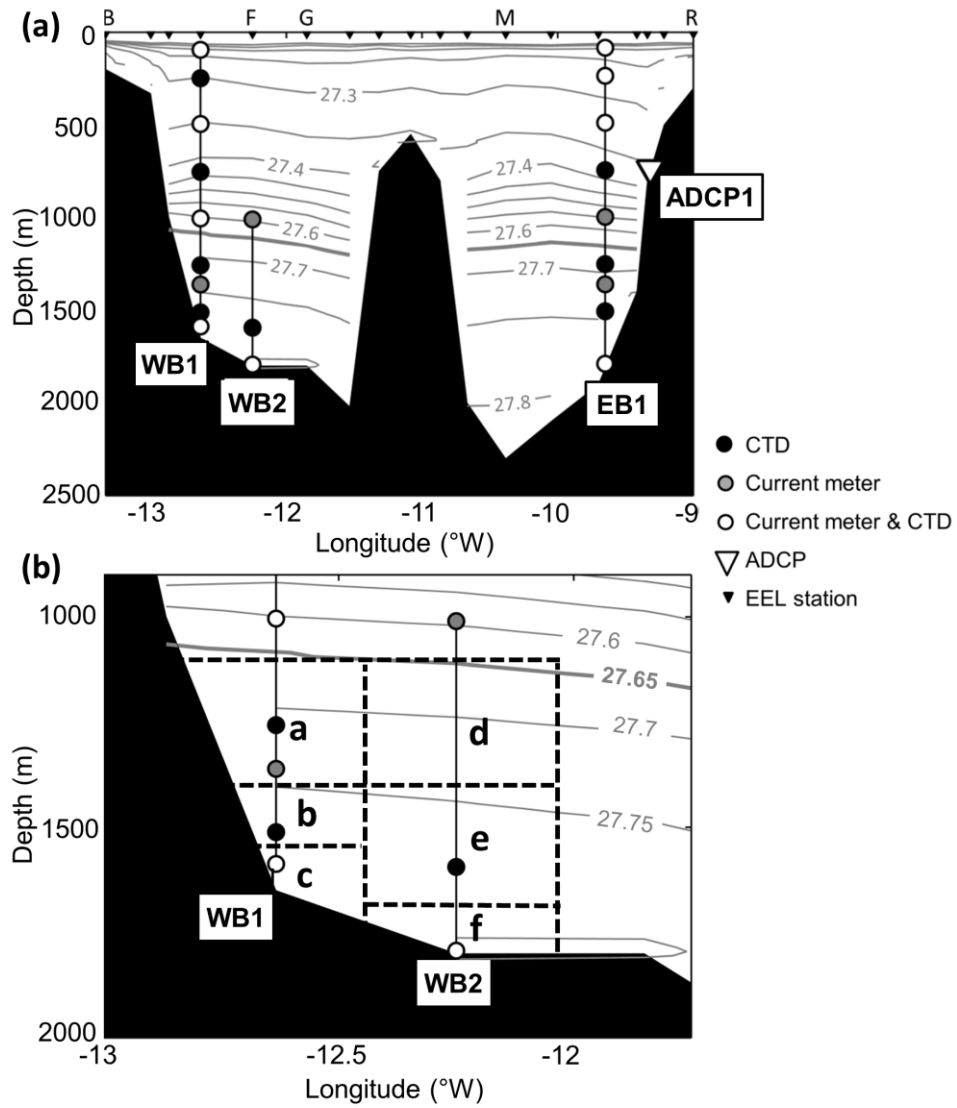 (a)
B F G M R
0
500
1000
1500
2000
2500
Depth (m)
27.3
27.4
27.4
27.6
27.6
27.7
27.7
27.8
ADCP1
WB1
WB2
EB1
-13 -12 -11 -10 -9
Longitude (°W)
CTD
Current meter
Current meter & CTD
ADCP
EEL station
(b)
1000
1500
2000
Depth (m)
27.6
27.65
27.7
27.75
a
d
b
e
c
f
WB1
WB2
-13 -12.5 -12
Longitude (°W)